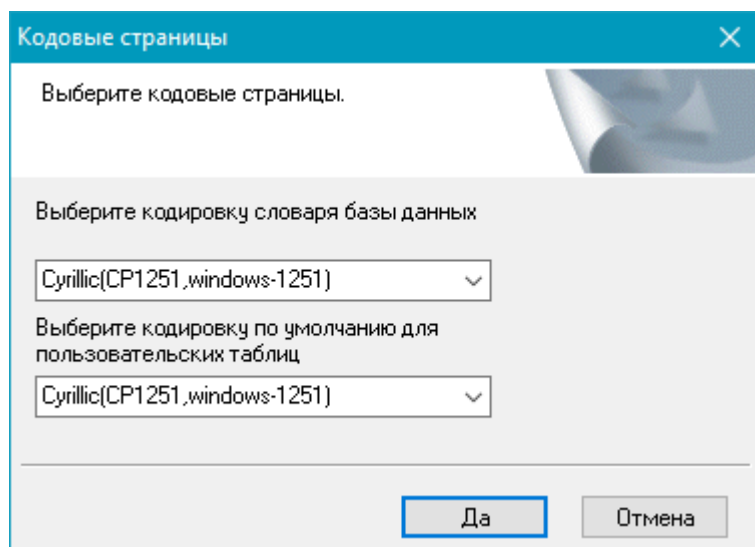 Кодовые страницы
Выберите кодовые страницы.
Выберите кодировку словаря базы данных
Cyrillic(CP1251,windows-1251)
Выберите кодировку по умолчанию для
пользовательских таблиц
Cyrillic(CP1251,windows-1251)
Да
Отмена